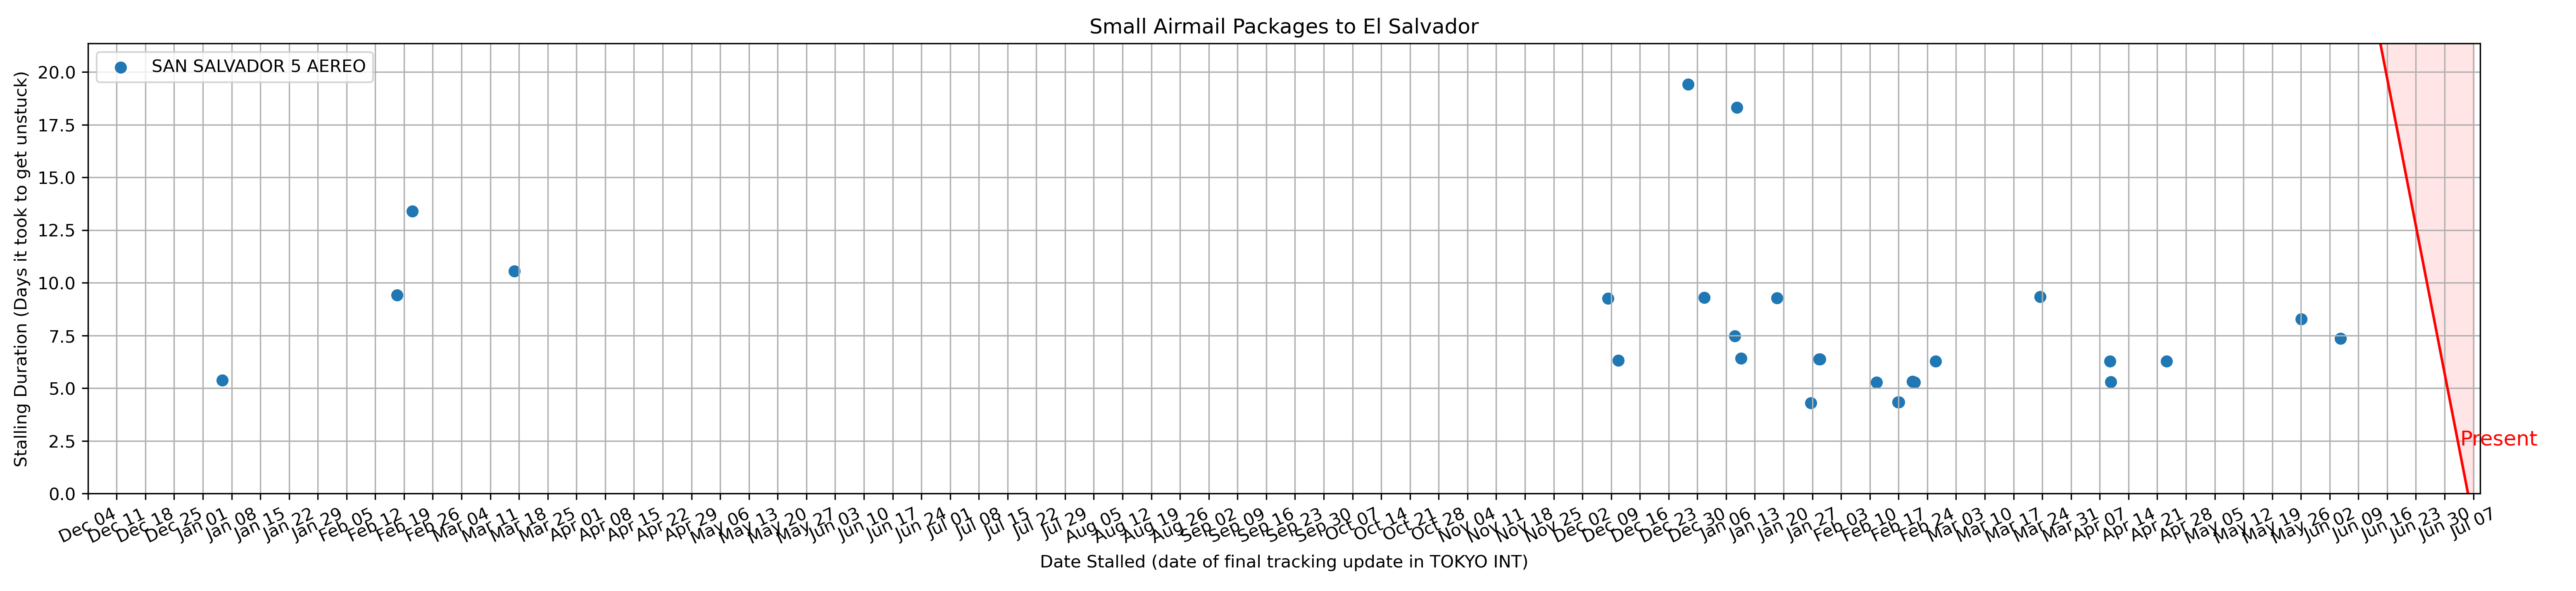 Small Airmail Packages to El Salvador
SAN SALVADOR 5 AEREO
Stalling Duration (Days it took to get unstuck)
20.0
17.5
15.0
12.5
10.0
7.5
5.0
2.5
0.0
Present
Dec 04
Dec 11
Dec 18
Dec 25
Jan 01
Jan 08
Jan 15
Jan 22
Jan 29
Feb 05
Feb 12
Feb 19
Feb 26
Mar 04
Mar 11
Mar 18
Mar 25
Apr 01
Apr 08
Apr 15
Apr 22
Apr 29
May 06
May 13
May 20
May 27
Jun 03
Jun 10
Jun 17
Jun 24
Jul 01
Jul 08
Jul 15
Jul 22
Jul 29
Aug 05
Aug 12
Aug 19
Aug 26
Sep 02
Sep 09
Sep 16
Sep 23
Sep 30
Oct 07
Oct 14
Oct 21
Oct 28
Nov 04
Nov 11
Nov 18
Nov 25
Dec 02
Dec 09
Dec 16
Dec 23
Dec 30
Jan 06
Jan 13
Jan 20
Jan 27
Feb 03
Feb 10
Feb 17
Feb 24
Mar 03
Mar 10
Mar 17
Mar 24
Mar 31
Apr 07
Apr 14
Apr 21
Apr 28
May 05
May 12
May 19
May 26
Jun 02
Jun 09
Jun 16
Jun 23
Jun 30
Jul 07
Date Stalled (date of final tracking update in TOKYO INT)